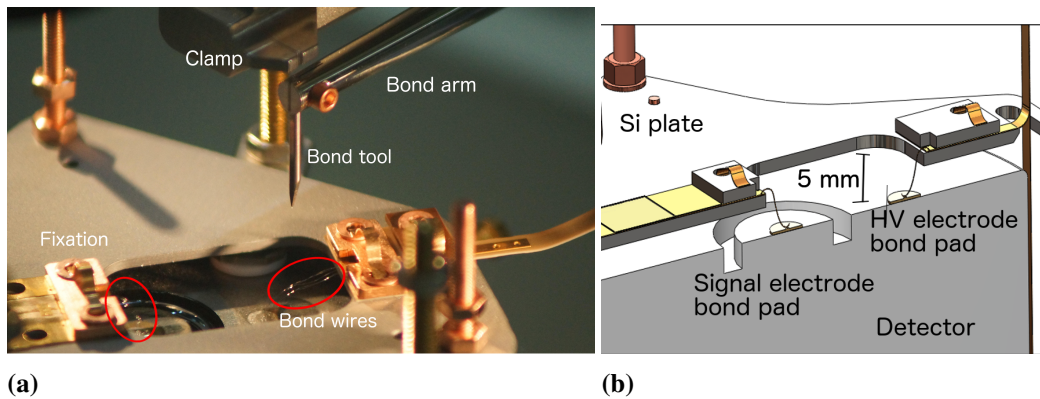 Clamp
Bond arm
Bond tool
Fixation
Bond wires
Si plate
5 mm
HV electrode
bond pad
Signal electrode
bond pad
Detector
(a)
(b)